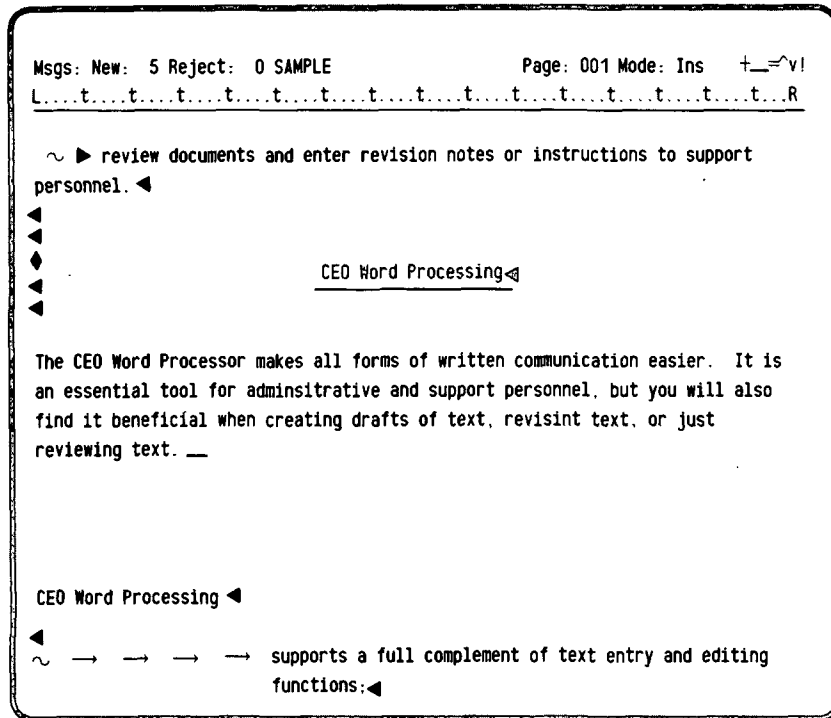 Msgs: New: 5 Reject: 0 SAMPLE Page: 001 Mode: Ins +__=^v!
L....t....t....t....t....t....t....t....t....t....t....t....t....t....t....t...R
~ ▶ review documents and enter revision notes or instructions to support
personnel. ◀
◀
◀
◆
CEO Word Processing◀
◀
◀
The CEO Word Processor makes all forms of written communication easier. It is
an essential tool for adminsitrative and support personnel, but you will also
find it beneficial when creating drafts of text, revisint text, or just
reviewing text. __
CEO Word Processing ◀
◀
~ → → → → supports a full complement of text entry and editing
functions:◀